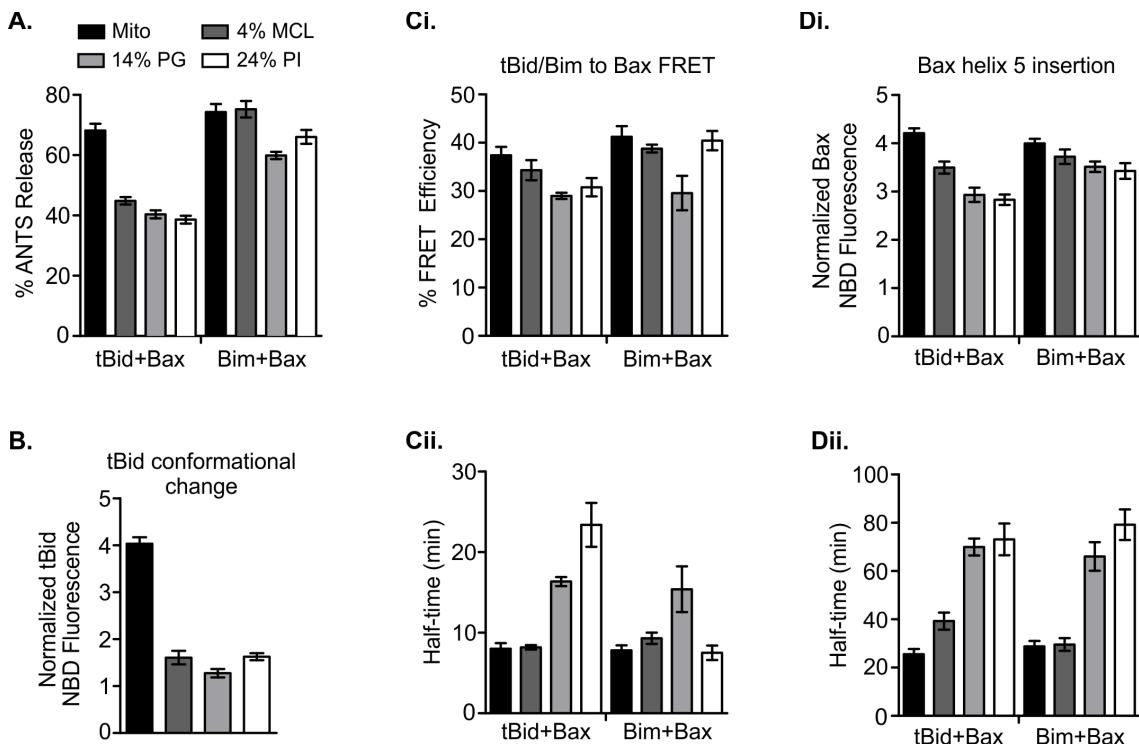 A.
Mito
4% MCL
14% PG
24% PI
% ANTS Release
80
60
40
20
0
tBid+Bax
Bim+Bax
Ci.
tBid/Bim to Bax FRET
% FRET Efficiency
50
40
30
20
10
0
tBid+Bax
Bim+Bax
Di.
Bax helix 5 insertion
Normalized Bax
NBD Fluorescence
5
4
3
2
1
0
tBid+Bax
Bim+Bax
B.
tBid conformational
change
Normalized tBid
NBD Fluorescence
5
4
3
2
1
0
Cii.
Half-time (min)
30
20
10
0
tBid+Bax
Bim+Bax
Dii.
Half-time (min)
100
80
60
40
20
0
tBid+Bax
Bim+Bax